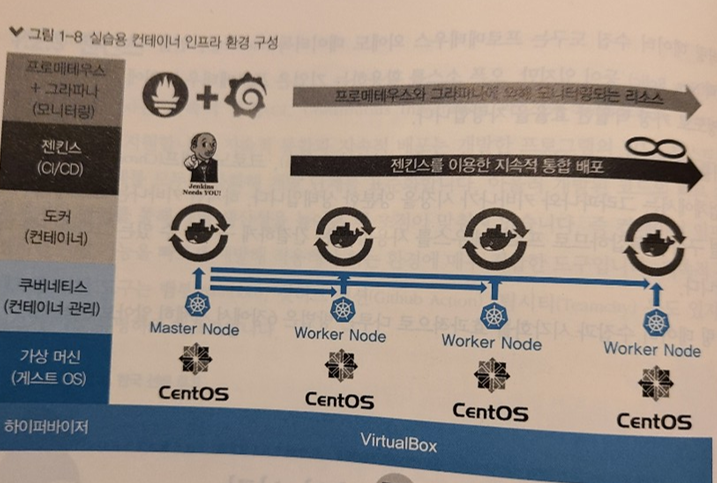 그림 1-8 실습용 컨테이너 인프라 환경 구성
프로메테우스
+ 그라파나
(모니터링)
프로메테우스와 그라파나에 의해 모니터링되는 리소스
젠킨스
(CI/CD)
Jenkins
Needs YOU!
젠킨스를 이용한 지속적 통합 배포
도커
(컨테이너)
쿠버네티스
(컨테이너 관리)
Master Node
Worker Node
Worker Node
Worker Node
가상 머신
(게스트 OS)
CentOS
CentOS
CentOS
CentOS
하이퍼바이저
VirtualBox